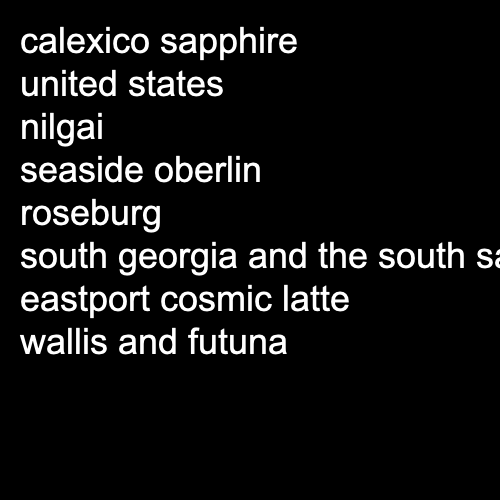 calexico sapphire
united states
nilgai
seaside oberlin
roseburg
south georgia and the south
eastport cosmic latte
wallis and futuna